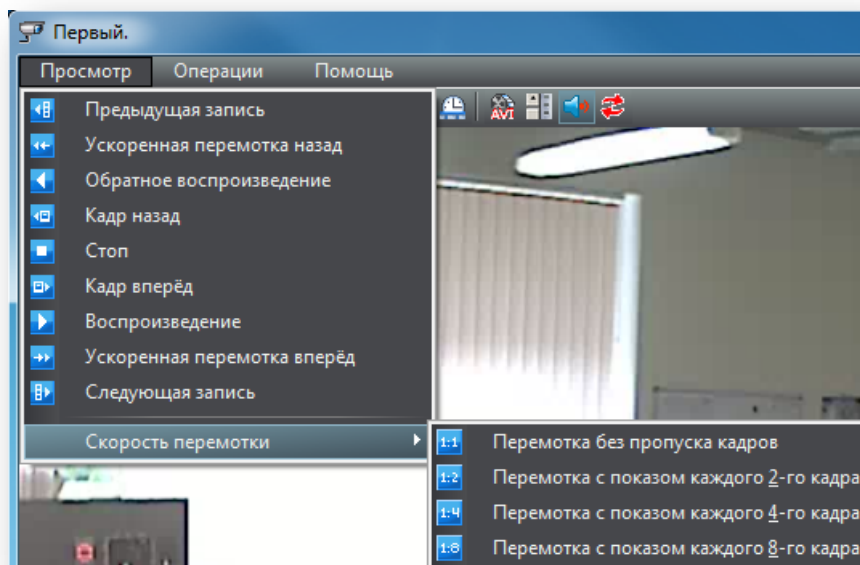 Первый.
Просмотр Операции Помощь
AVI
Предыдущая запись
Ускоренная перемотка назад
Обратное воспроизведение
Кадр назад
Стоп
Кадр вперёд
Воспроизведение
Ускоренная перемотка вперёд
Следующая запись
Скорость перемотки
1:1 Перемотка без пропуска кадров
1:2 Перемотка с показом каждого 2-го кадра
1:4 Перемотка с показом каждого 4-го кадра
1:8 Перемотка с показом каждого 8-го кадра